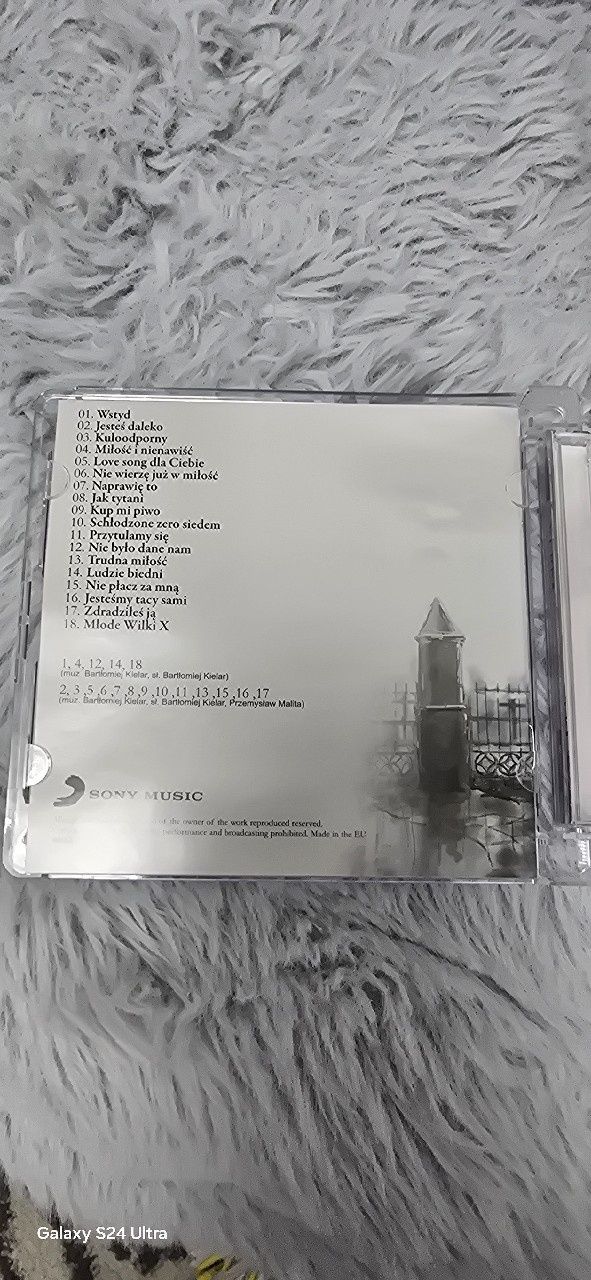 01. Wstyd
02. Jesteś daleko
03. Kuloodporny
04. Miłość i nienawiść
05. Love song dla Ciebie
06. Nie wierzę już w miłość
07. Naprawię to
08. Jak tytani
09. Kup mi piwo
10. Schłodzone zero siedem
11. Przytulamy się
12. Nie było dane nam
13. Trudna miłość
14. Ludzie biedni
15. Nie płacz za mną
16. Jesteśmy tacy sami
17. Zdradziłeś ją
18. Młode Wilki X
1, 4, 12, 14, 18
(muz. Bartłomiej Kielar, sł. Bartłomiej Kielar)
2, 3 ,5 ,6 ,7 ,8 ,9 ,10 ,11 ,13 ,15 ,16 ,17
(muz. Bartłomiej Kielar, sł. Bartłomiej Kielar, Przemysław Malita)
SONY MUSIC
of the owner of the work reproduced reserved.
performance and broadcasting prohibited. Made in the EU
Galaxy S24 Ultra